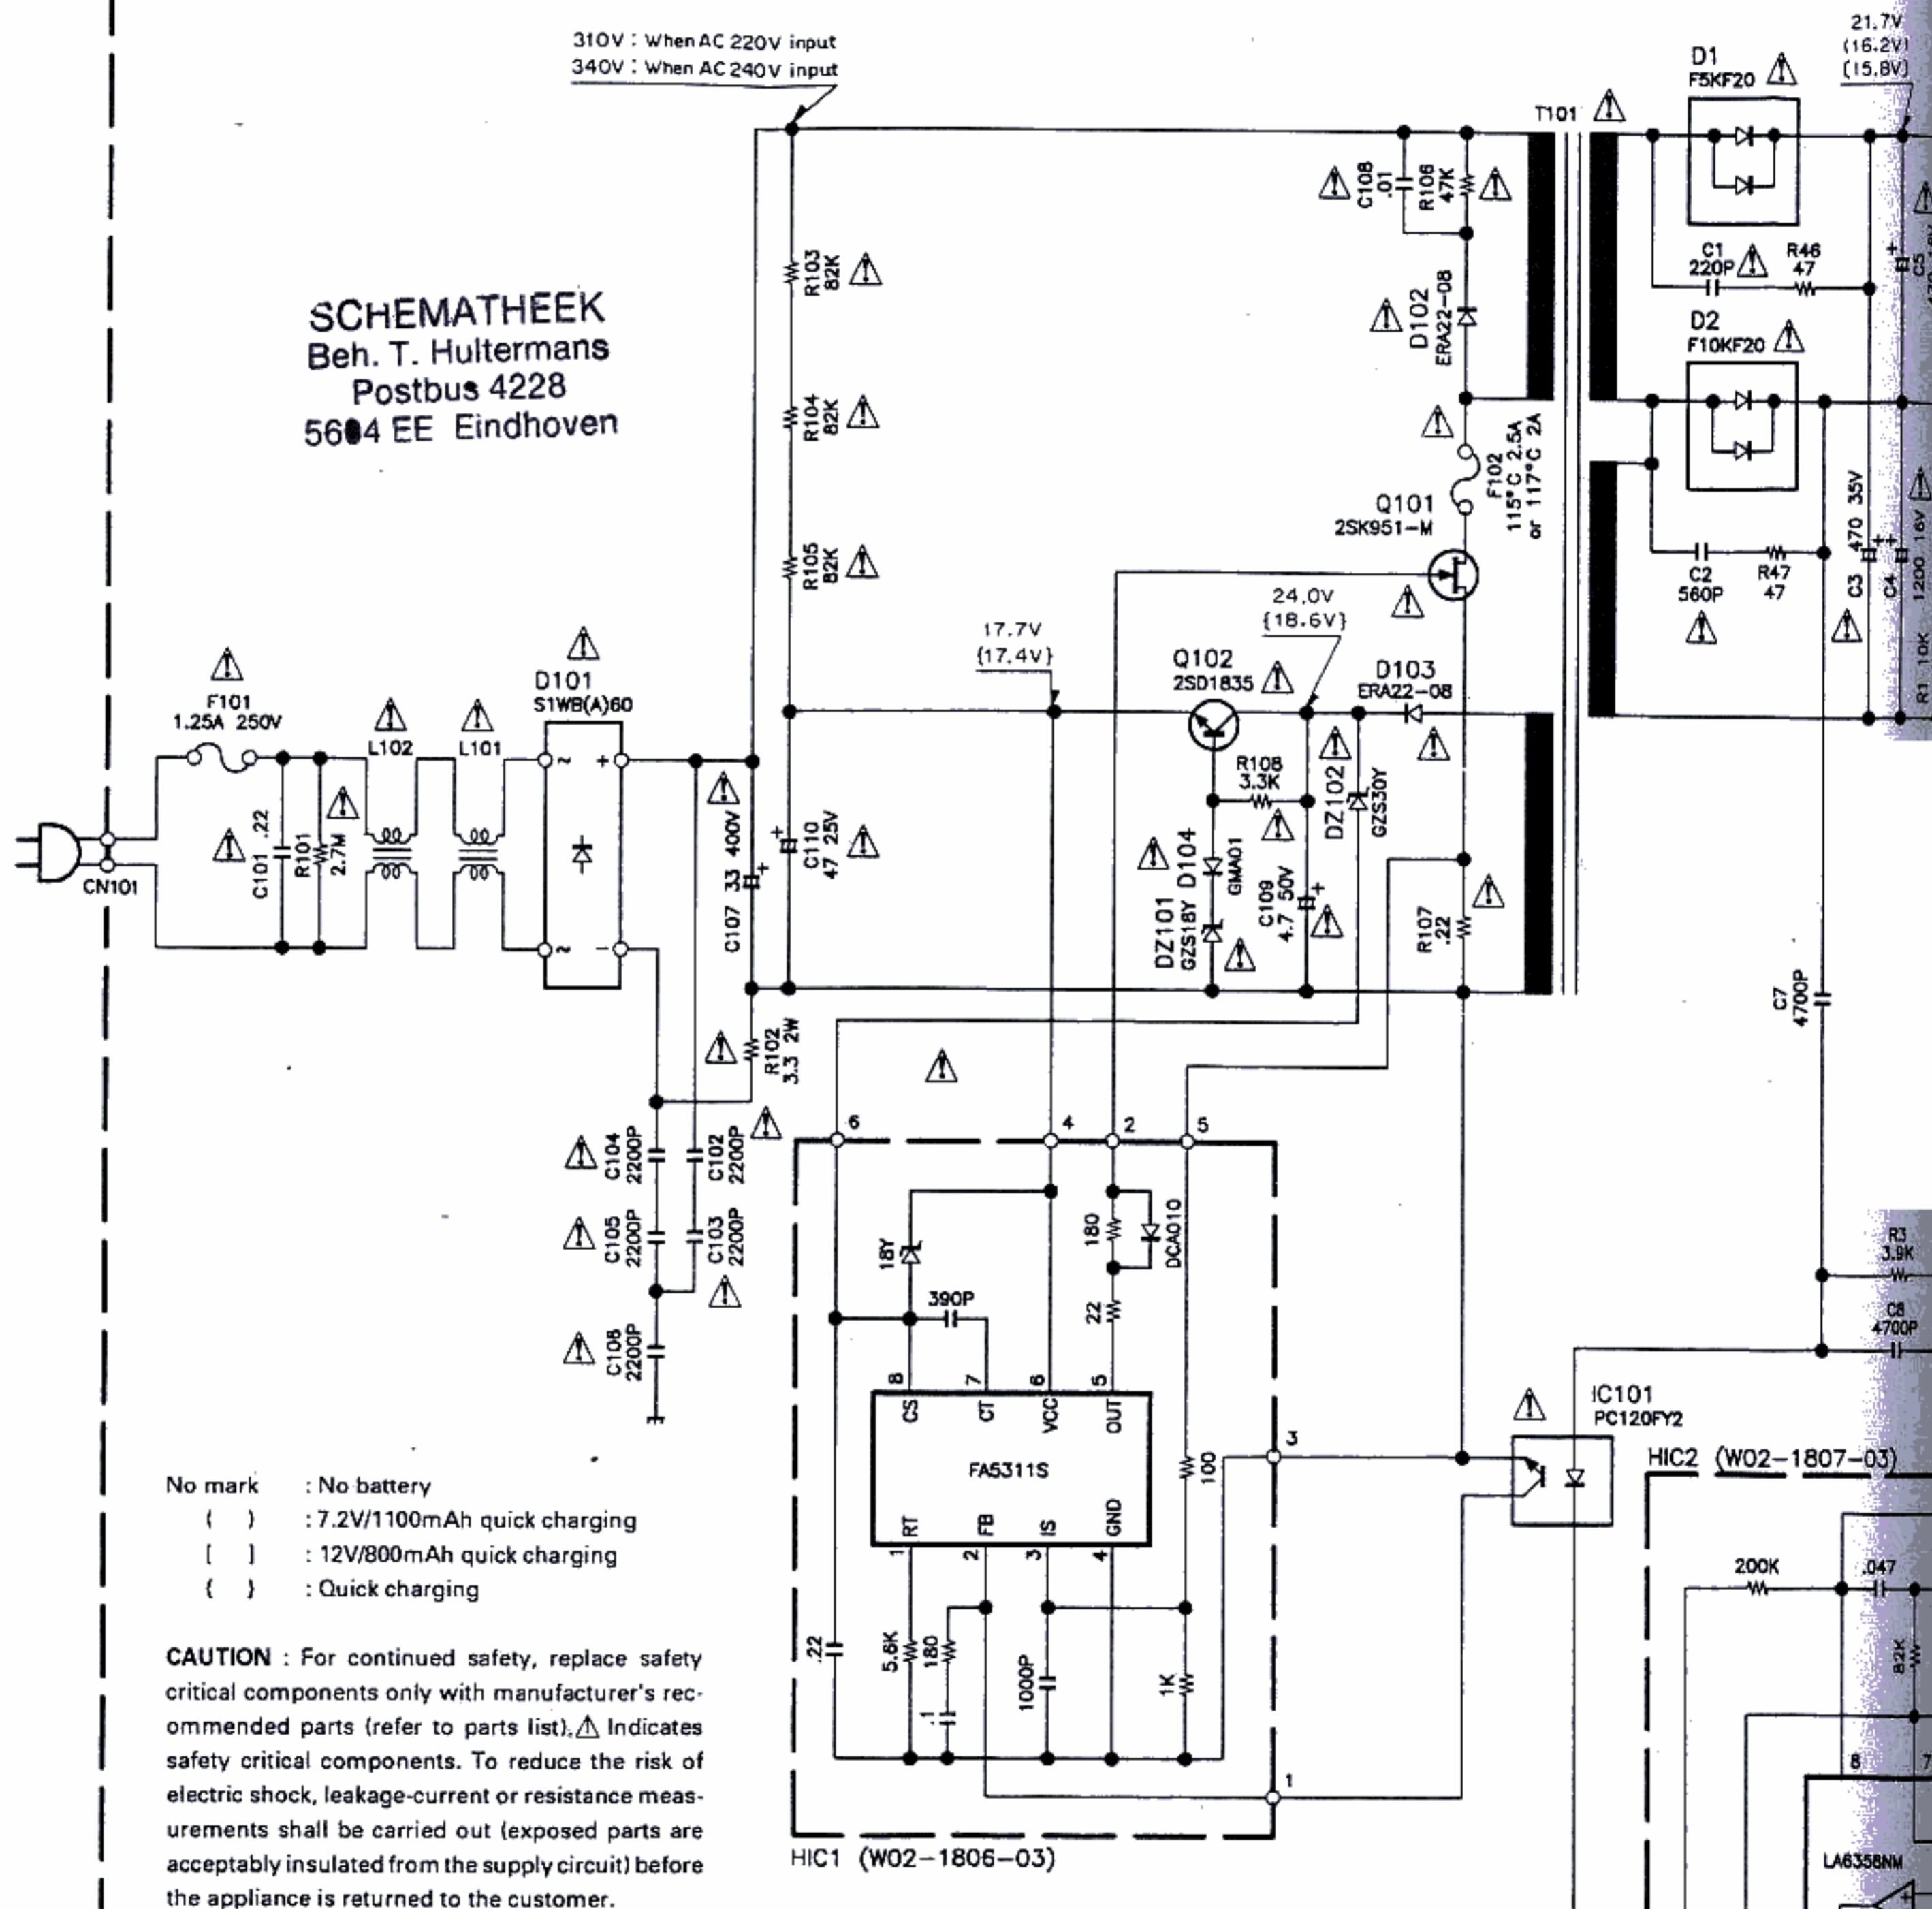 310V : When AC 220V input
340V : When AC 240V input
21.7V
(16.2V)
(15.8V)
D1
F5KF20
T101
C108
.01
R106
47K
C1
220P
R46
47
C5
R103
82K
D102
ERA22-08
D2
F10KF20
SCHEMATHEEK
Beh. T. Hultermans
Postbus 4228
EE Eindhoven
R104
82K
F102
115°C 2.5A
or 117°C 2A
Q101
2SK951-M
C3 470 35V
C4
1200 16V
R105
82K
C2
560P
R47
47
24.0V
{18.6V}
17.7V
{17.4V}
Q102
2SD1835
D103
ERA22-08
R1 10K
F101
1.25A 250V
D101
S1WB(A)60
L102
L101
R108
3.3K
DZ102
GZS30Y
CN101
C101 .22
R101
2.7M
~ +
~ −
C107 33 400V
+
C110
47 25V
+
D104
GMA01
DZ101
GZS18Y
C109
4.7 50V
+
R107
.22
C7
4700P
R102
3.3 2W
6
4
2
5
C104
2200P
C102
2200P
C105
2200P
C103
2200P
18Y
180
DCA010
R3
3.9K
390P
22
C8
4700P
C106
2200P
8
7
6
5
CS
CT
VCC
OUT
FA5311S
RT
FB
IS
GND
1
2
3
4
100
3
IC101
PC120FY2
HIC2 (W02-1807-03)
No mark : No battery
( ) : 7.2V/1100mAh quick charging
[ ] : 12V/800mAh quick charging
{ } : Quick charging
200K
.047
82K
.22
5.6K
180
.1
1000P
1K
1
8
7
LA6358NM
+
HIC1 (W02-1806-03)
CAUTION : For continued safety, replace safety
critical components only with manufacturer's rec-
ommended parts (refer to parts list). Indicates
safety critical components. To reduce the risk of
electric shock, leakage-current or resistance meas-
urements shall be carried out (exposed parts are
acceptably insulated from the supply circuit) before
the appliance is returned to the customer.